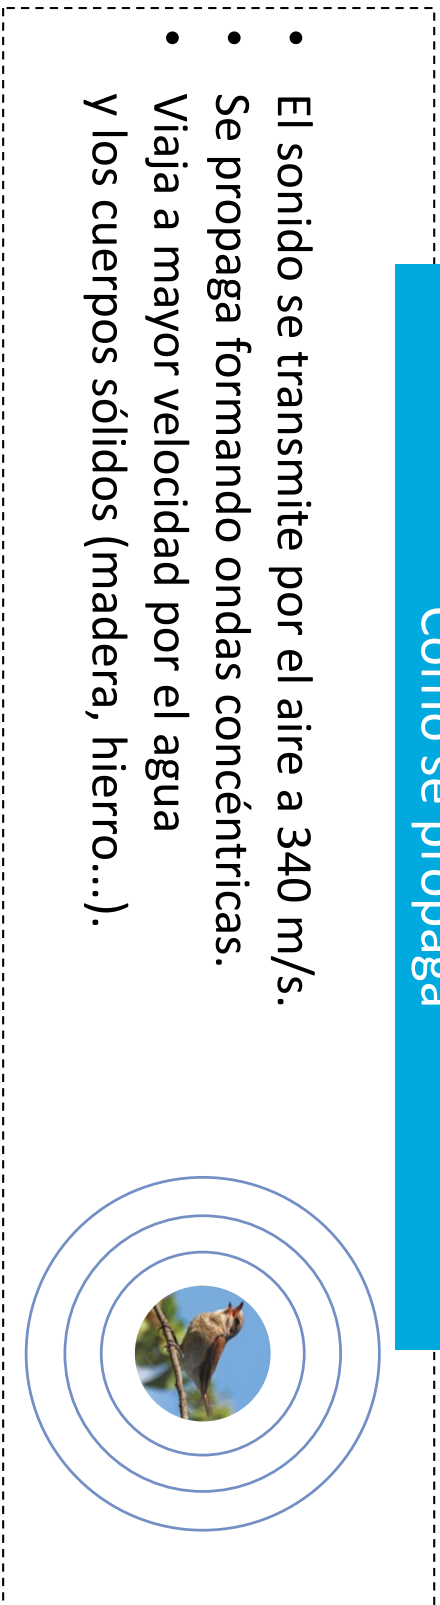 Cómo se propaga
• El sonido se transmite por el aire a 340 m/s.
• Se propaga formando ondas concéntricas.
• Viaja a mayor velocidad por el agua
y los cuerpos sólidos (madera, hierro...).